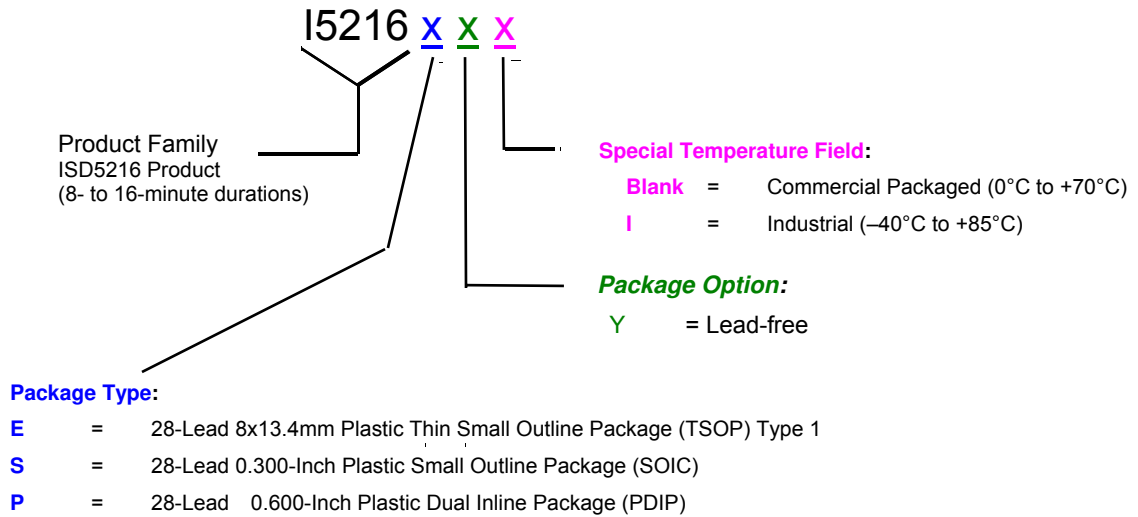 I5216 X X X
Product Family
ISD5216 Product
(8- to 16-minute durations)
Special Temperature Field:
Blank = Commercial Packaged (0°C to +70°C)
I = Industrial (–40°C to +85°C)
Package Option:
Y = Lead-free
Package Type:
E = 28-Lead 8x13.4mm Plastic Thin Small Outline Package (TSOP) Type 1
S = 28-Lead 0.300-Inch Plastic Small Outline Package (SOIC)
P = 28-Lead 0.600-Inch Plastic Dual Inline Package (PDIP)